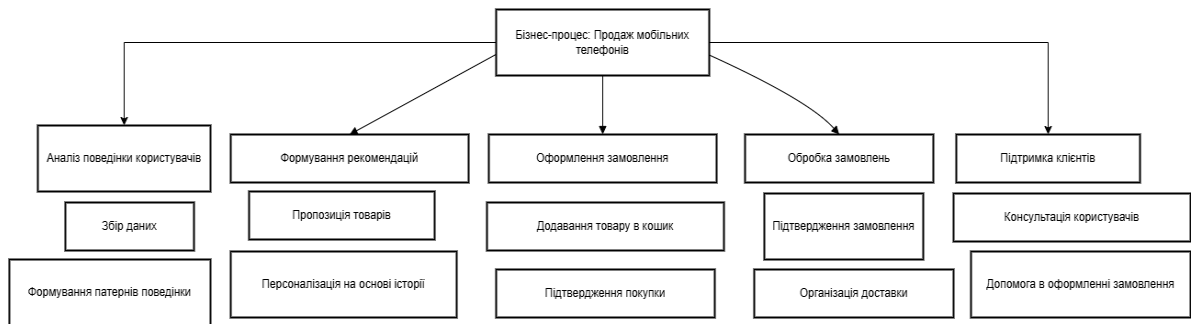 Бізнес-процес: Продаж мобільних
телефонів
Аналіз поведінки користувачів
Формування рекомендацій
Оформлення замовлення
Обробка замовлень
Підтримка клієнтів
Збір даних
Пропозиція товарів
Додавання товару в кошик
Підтвердження замовлення
Консультація користувачів
Формування патернів поведінки
Персоналізація на основі історії
Підтвердження покупки
Організація доставки
Допомога в оформленні замовлення